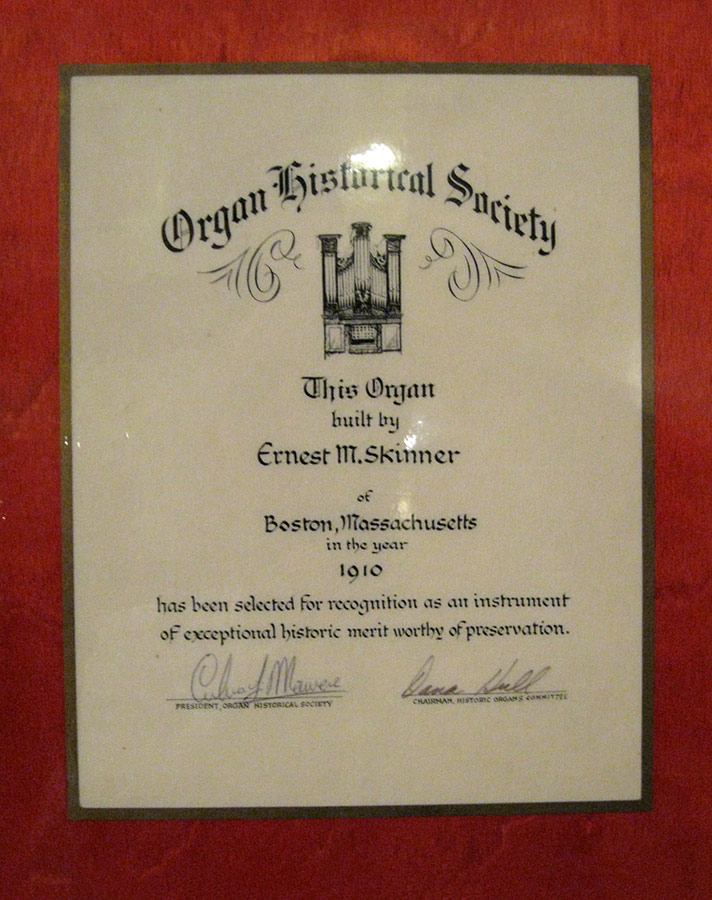 Organ Historical Society
This Organ
built by
Ernest M. Skinner
of
Boston, Massachusetts
in the year
1910
has been selected for recognition as an instrument
of exceptional historic merit worthy of preservation.
Dana Hull
PRESIDENT, ORGAN HISTORICAL SOCIETY
CHAIRMAN, HISTORIC ORGANS COMMITTEE